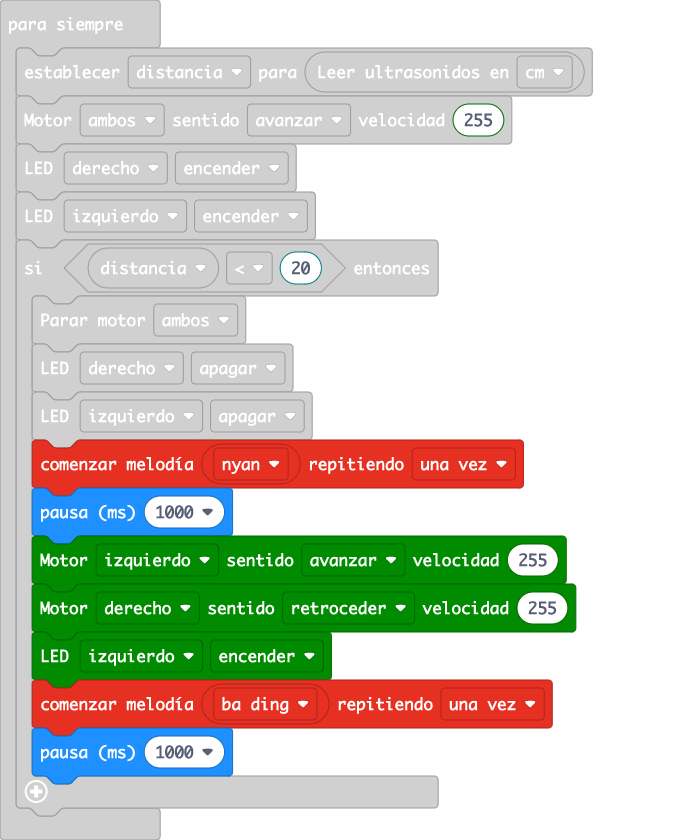 para siempre
establecer distancia para Leer ultrasonidos en cm
Motor ambos sentido avanzar velocidad 255
LED derecho encender
LED izquierdo encender
si distancia < 20 entonces
Parar motor ambos
LED derecho apagar
LED izquierdo apagar
comenzar melodía nyan repitiendo una vez
pausa (ms) 1000
Motor izquierdo sentido avanzar velocidad 255
Motor derecho sentido retroceder velocidad 255
LED izquierdo encender
comenzar melodía ba ding repitiendo una vez
pausa (ms) 1000